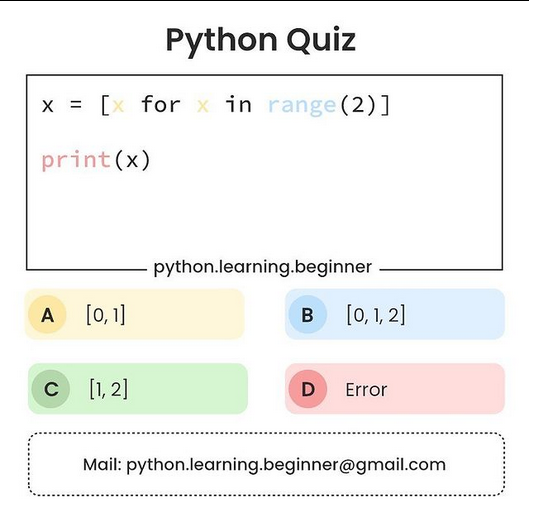 Python Quiz
x = [x for x in range(2)]
print(x)
python.learning.beginner
A [0, 1]
B [0, 1, 2]
C [1, 2]
D Error
Mail: python.learning.beginner@gmail.com